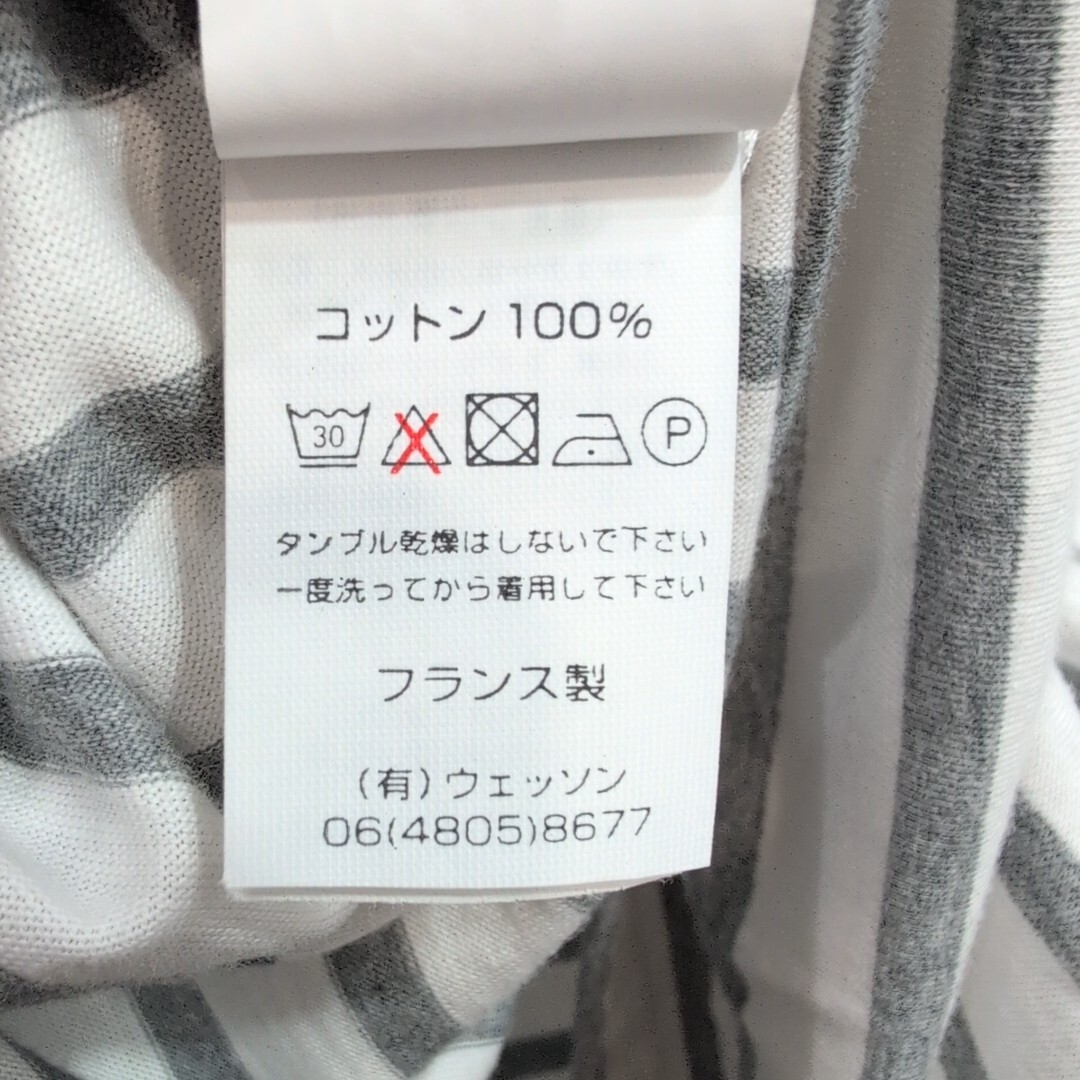 コットン 100%
30 P
タンブル乾燥はしないで下さい
一度洗ってから着用して下さい
フランス製
(有) ウェッソン
06(4805)8677